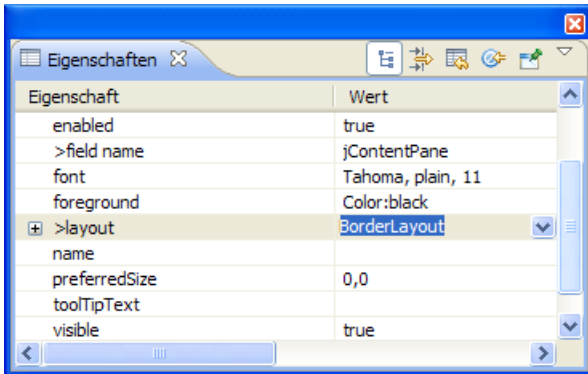 Eigenschaften
Eigenschaft Wert
enabled true
>field name jContentPane
font Tahoma, plain, 11
foreground Color:black
>layout BorderLayout
name
preferredSize 0,0
toolTipText
visible true